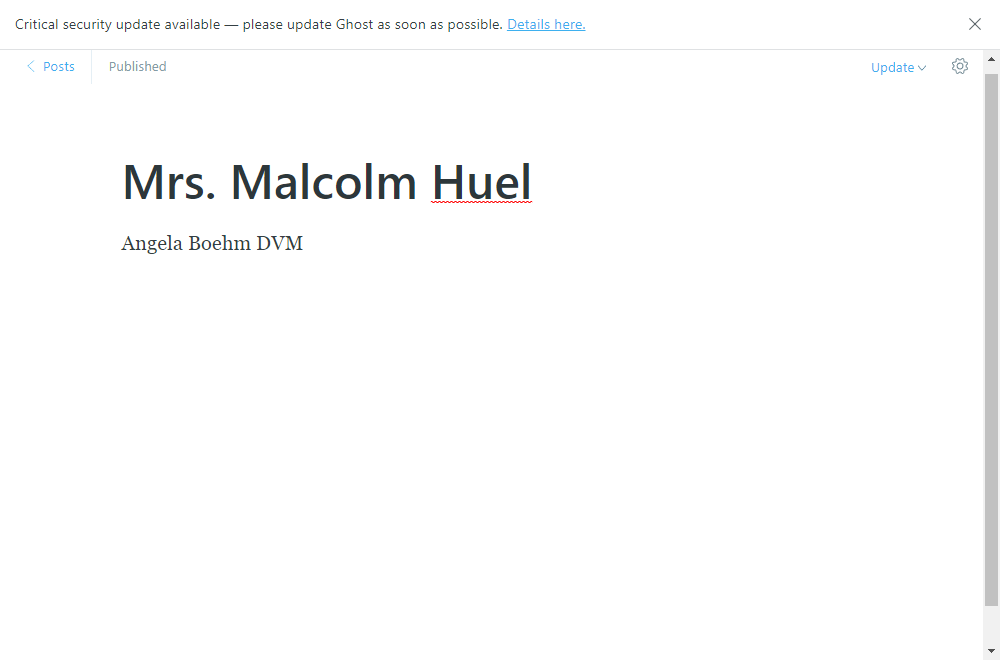 Critical security update available — please update Ghost as soon as possible. Details here.
Posts
Published
Update
Mrs. Malcolm Huel
Angela Boehm DVM